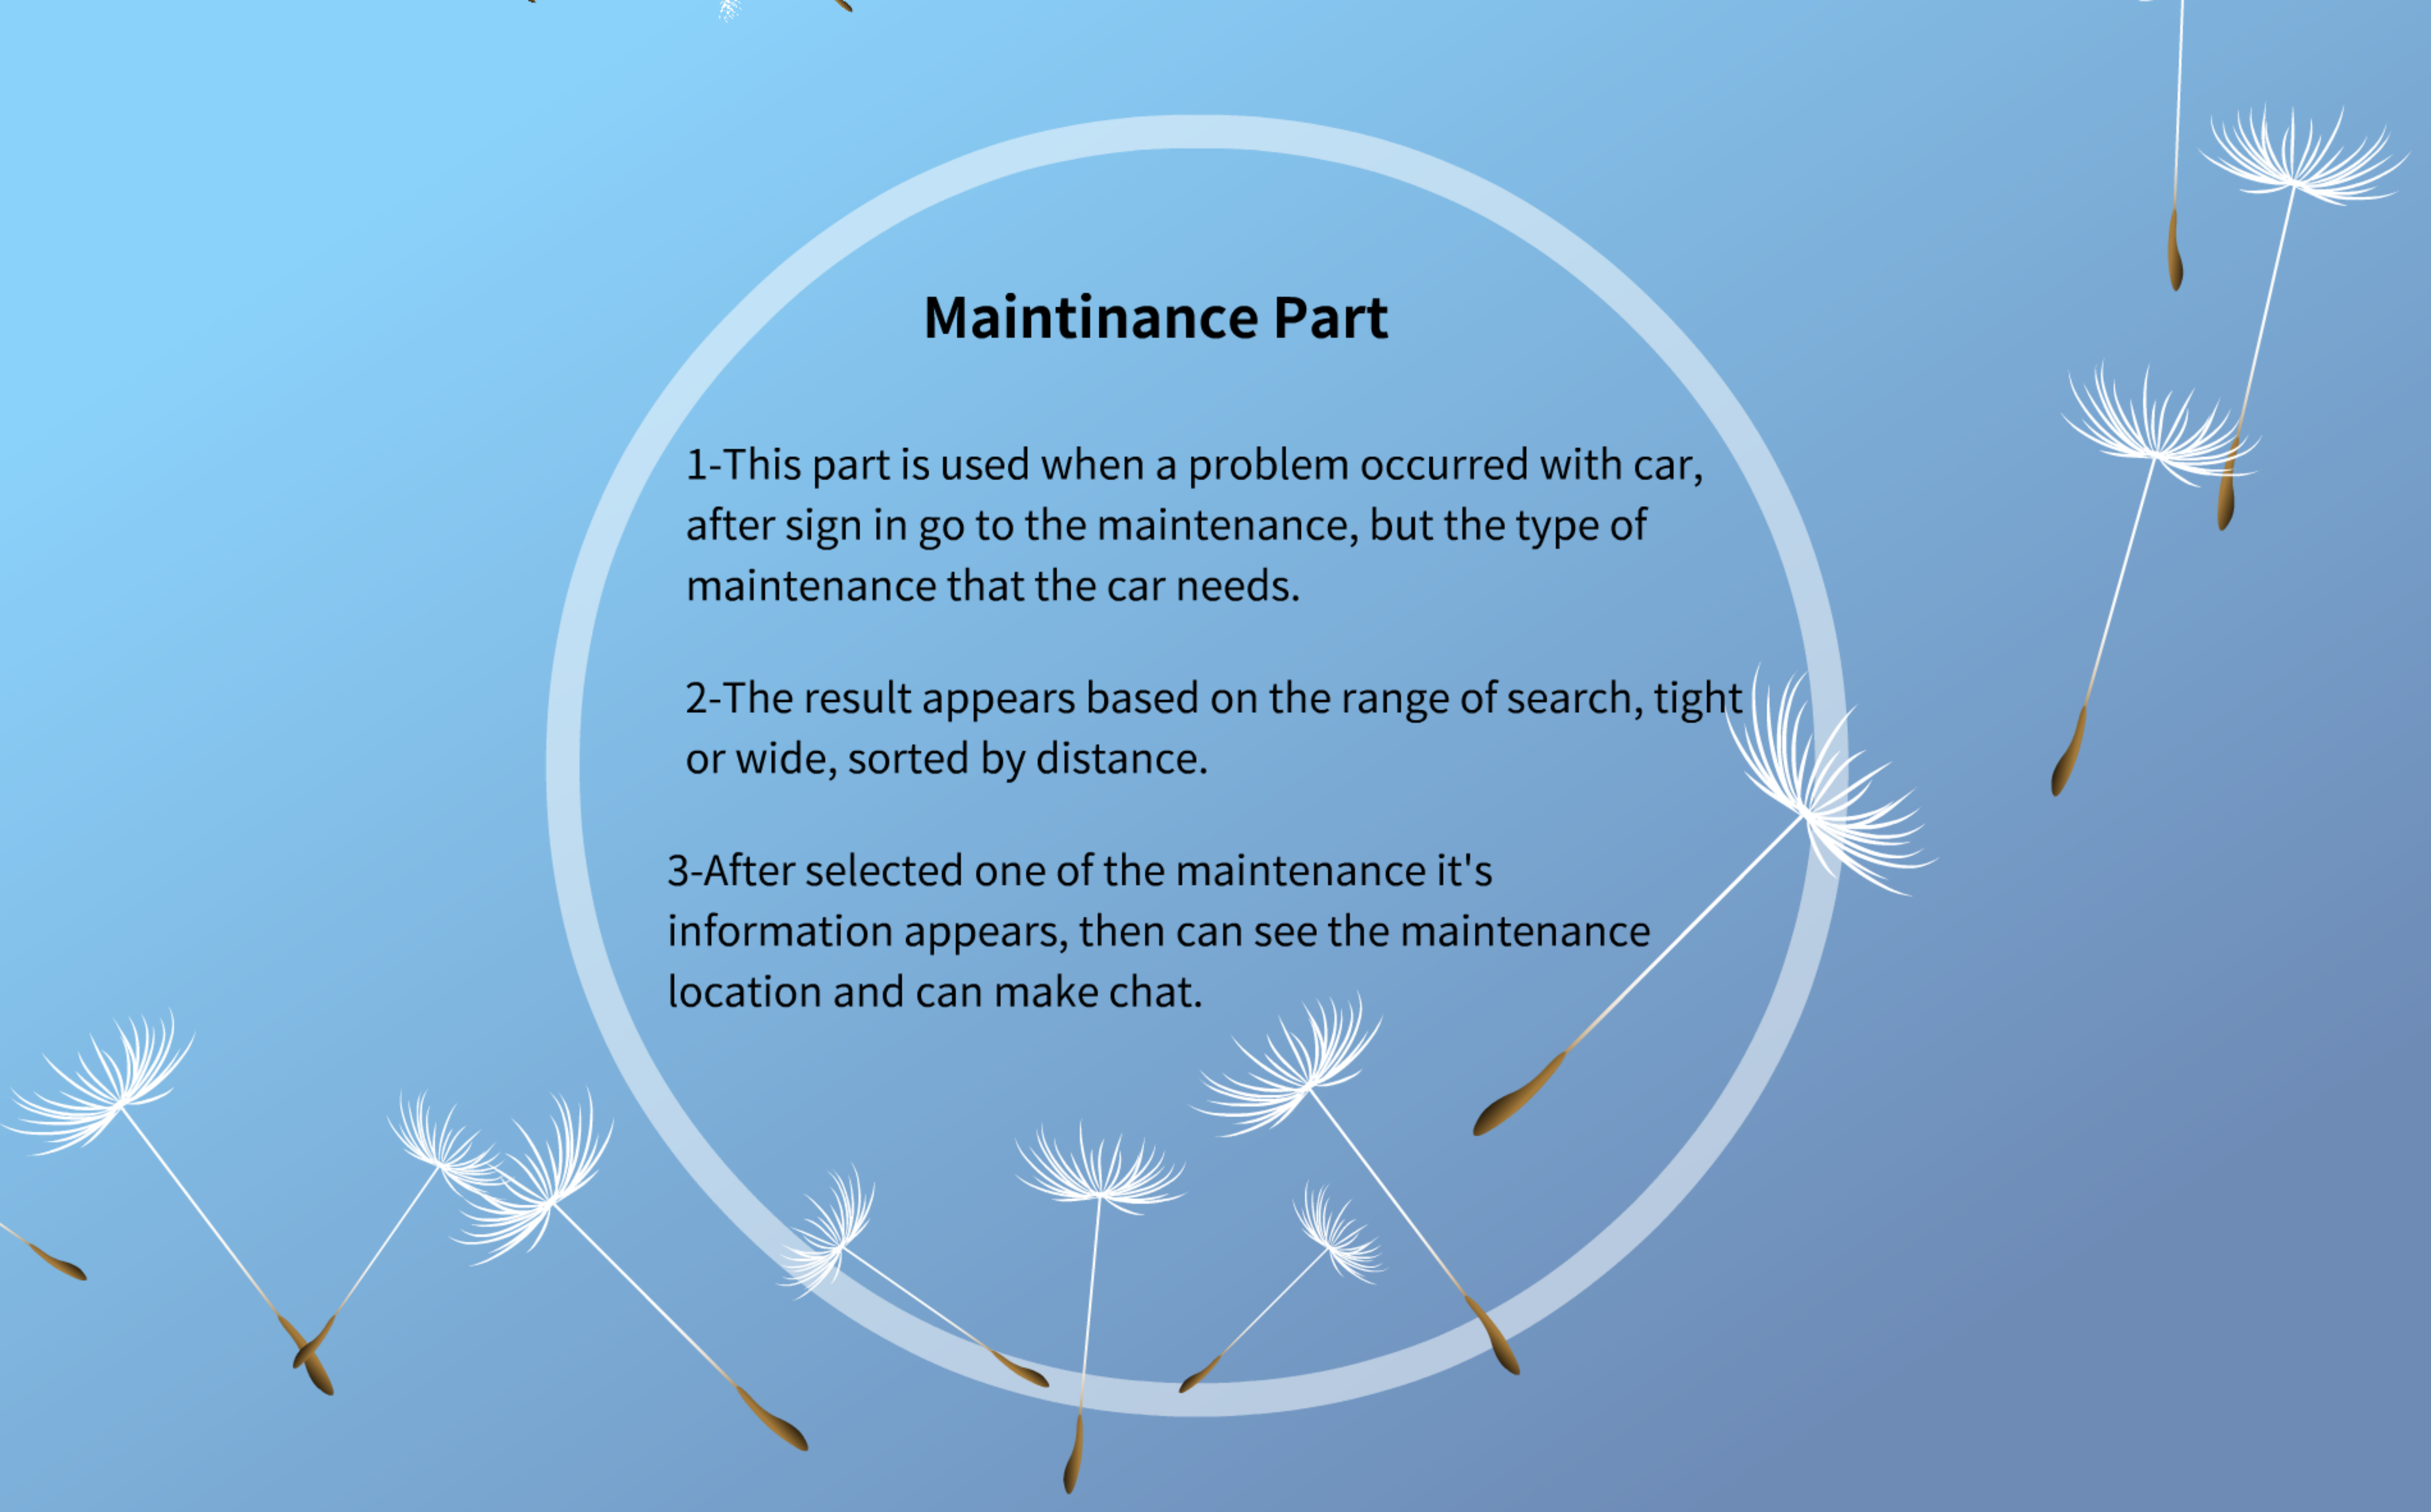 Maintinance Part
1-This part is used when a problem occurred with car,
after sign in go to the maintenance, but the type of
maintenance that the car needs.
2-The result appears based on the range of search, tight
or wide, sorted by distance.
3-After selected one of the maintenance it's
information appears, then can see the maintenance
location and can make chat.